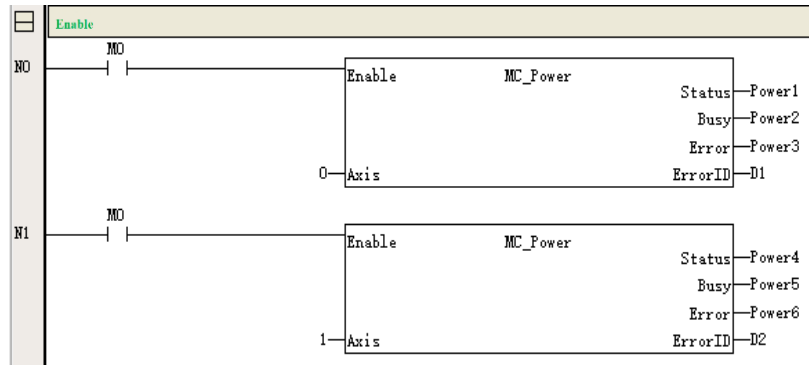 Enable
M0
N0
Enable MC_Power
Status Power1
Busy Power2
Error Power3
0 Axis ErrorID D1
M0
N1
Enable MC_Power
Status Power4
Busy Power5
Error Power6
1 Axis ErrorID D2